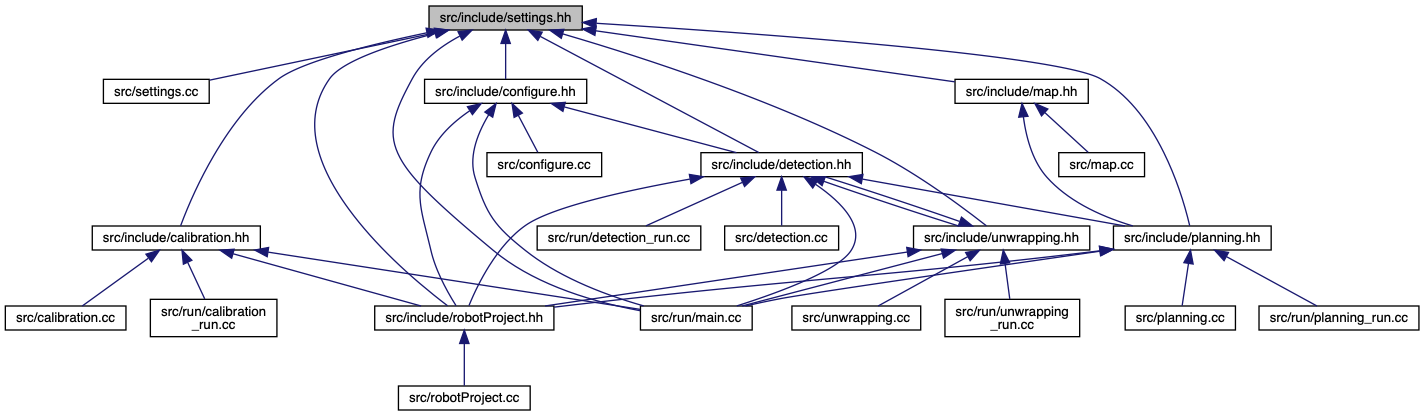 src/include/settings.hh
src/settings.cc
src/include/configure.hh
src/include/map.hh
src/configure.cc
src/include/detection.hh
src/map.cc
src/include/calibration.hh
src/run/detection_run.cc
src/detection.cc
src/include/unwrapping.hh
src/include/planning.hh
src/calibration.cc
src/run/calibration
_run.cc
src/include/robotProject.hh
src/run/main.cc
src/unwrapping.cc
src/run/unwrapping
_run.cc
src/planning.cc
src/run/planning_run.cc
src/robotProject.cc